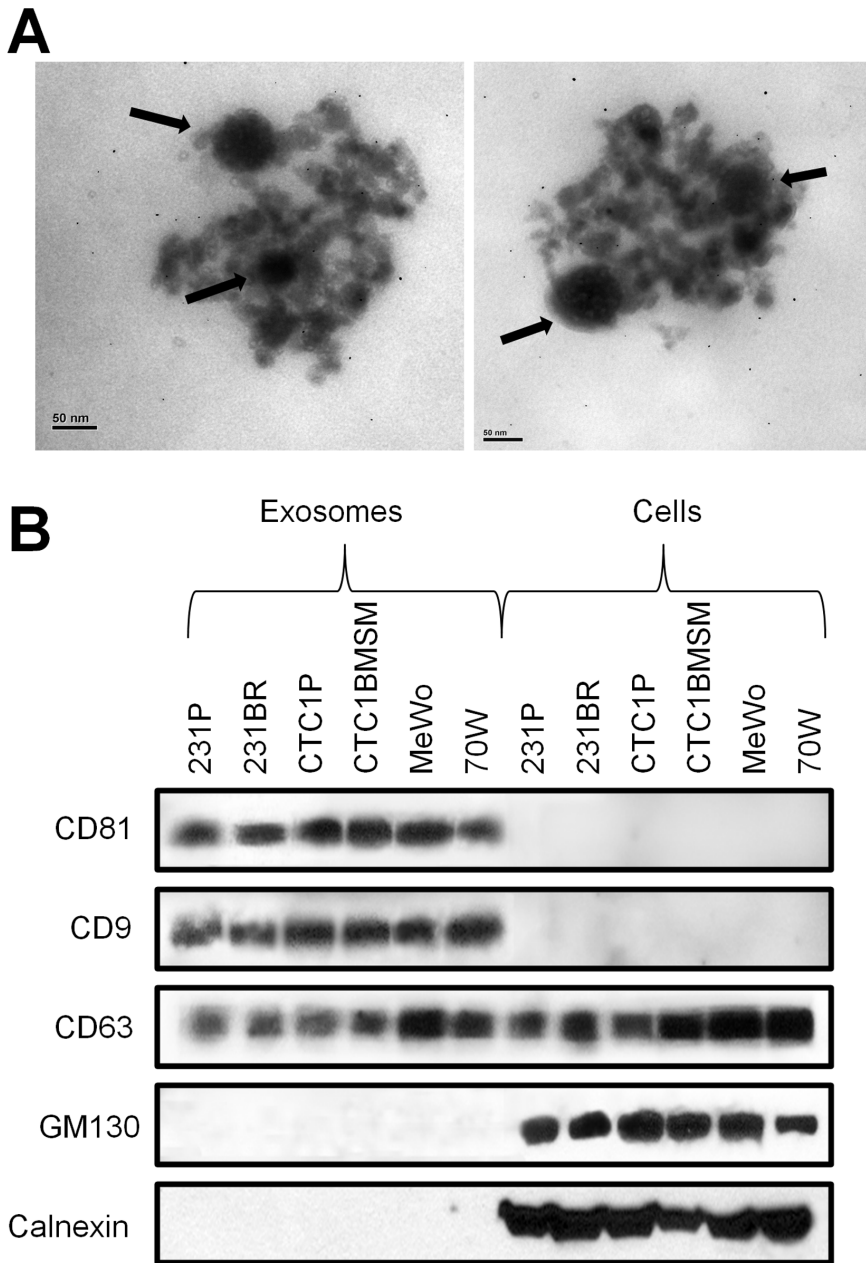 A
50 nm
50 nm
B
Exosomes Cells
231P 231BR CTC1P CTC1BMSM MeWo 70W 231P 231BR CTC1P CTC1BMSM MeWo 70W
CD81
CD9
CD63
GM130
Calnexin